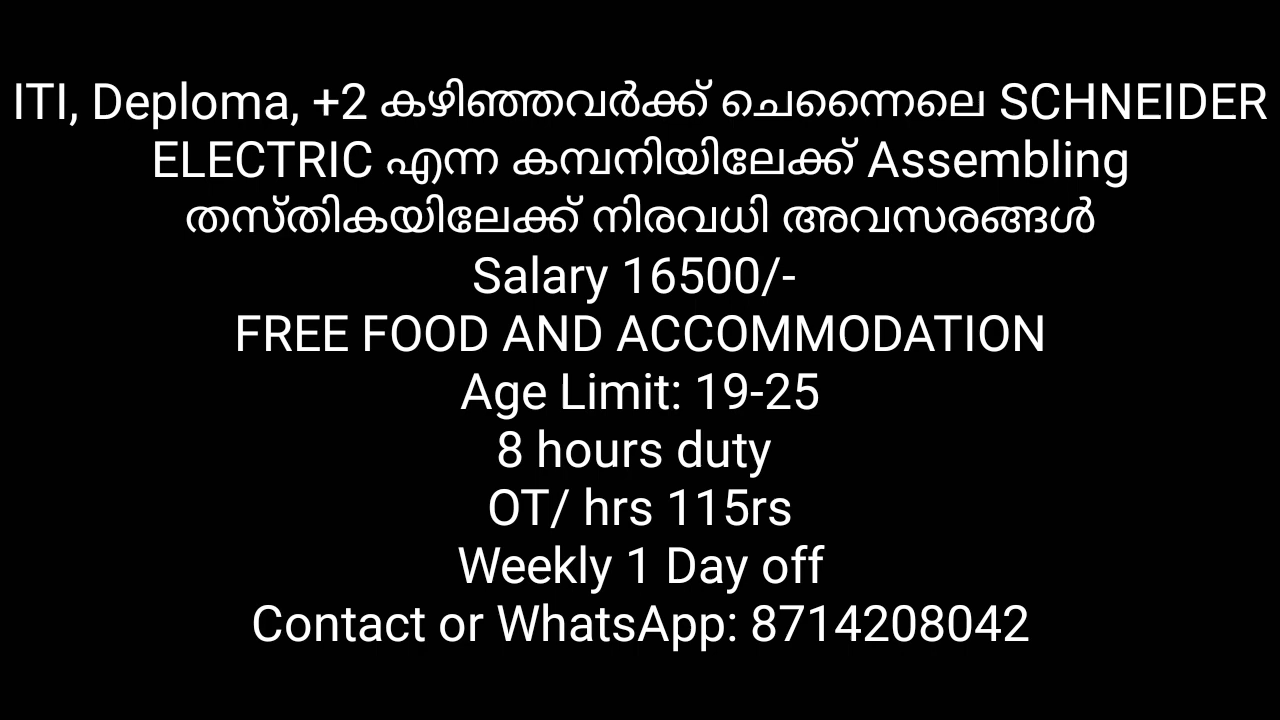 ITI, Deploma, +2 കഴിഞ്ഞവർക്ക് ചെന്നൈലെ SCHNEIDER
ELECTRIC എന്ന കമ്പനിയിലേക്ക് Assembling
തസ്തികയിലേക്ക് നിരവധി അവസരങ്ങൾ
Salary 16500/-
FREE FOOD AND ACCOMMODATION
Age Limit: 19-25
8 hours duty
OT/ hrs 115rs
Weekly 1 Day off
Contact or WhatsApp: 8714208042